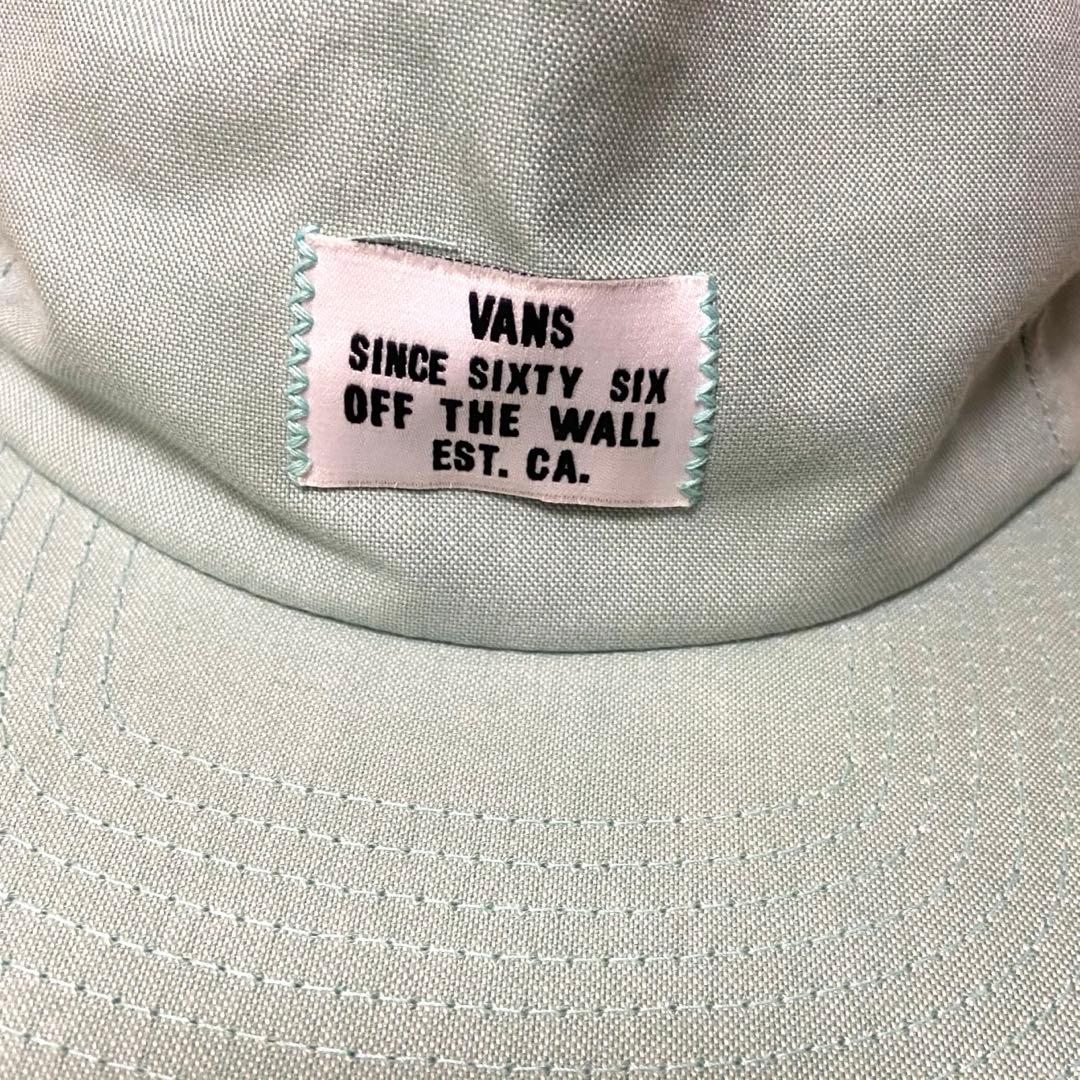 VANS
SINCE SIXTY SIX
OFF THE WALL
EST. CA.